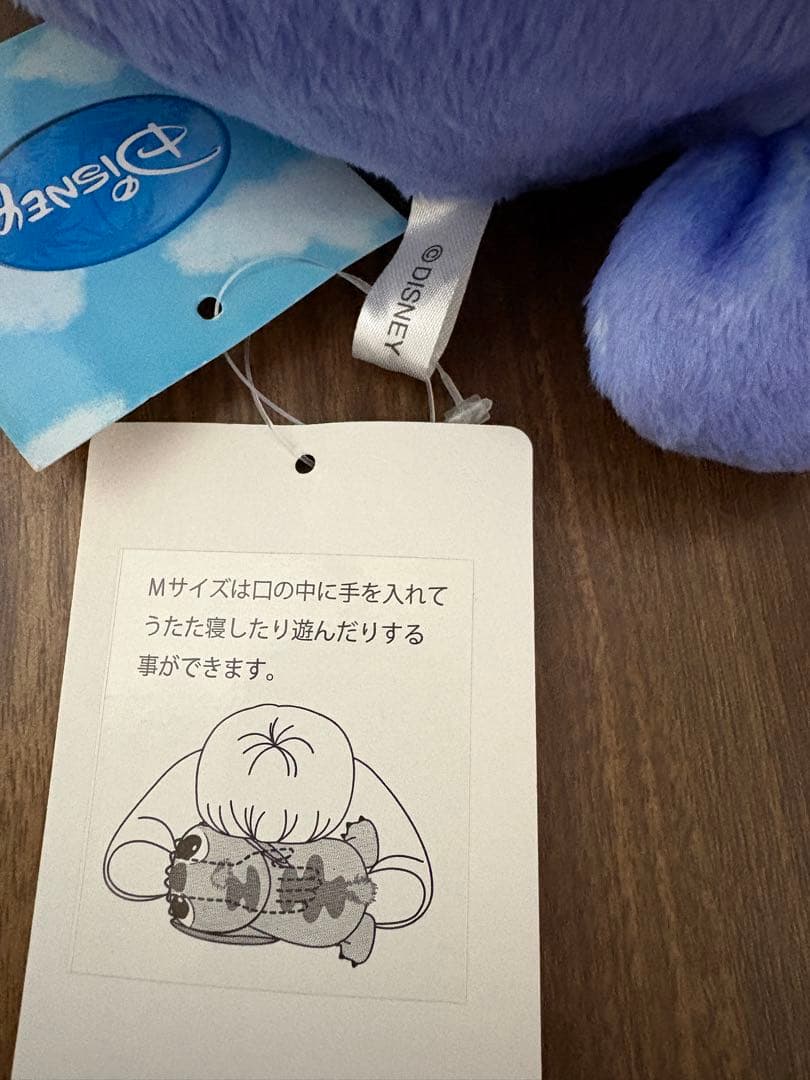 Disney
© DISNEY
Mサイズは口の中に手を入れて
うたた寝したり遊んだりする
事ができます。